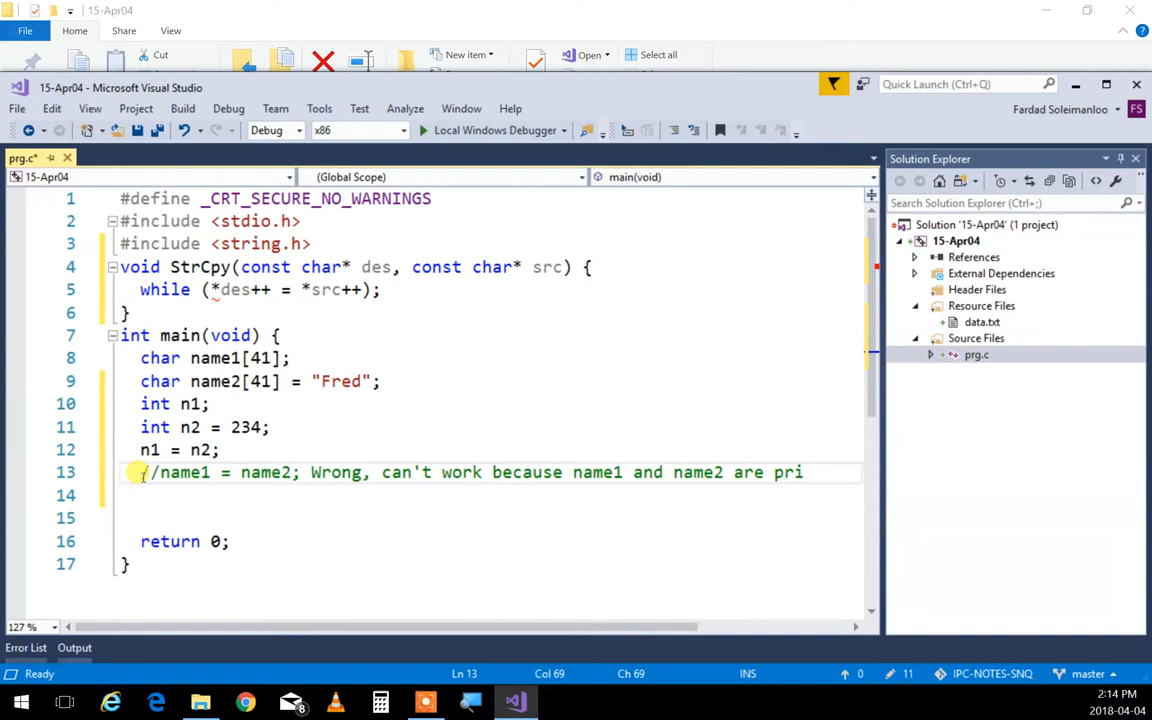 15-Apr04
File Home Share View
Cut New item Open Select all
15-Apr04 - Microsoft Visual Studio Quick Launch (Ctrl+Q)
File Edit View Project Build Debug Team Tools Test Analyze Window Help Fardad Soleimanloo FS
Debug x86 Local Windows Debugger
prg.c* Solution Explorer
15-Apr04 (Global Scope) main(void)
Search Solution Explorer (Ctrl+;)
Solution '15-Apr04' (1 project)
15-Apr04
References
External Dependencies
Header Files
Resource Files
data.txt
Source Files
prg.c
1 #define _CRT_SECURE_NO_WARNINGS
2 #include <stdio.h>
3 #include <string.h>
4 void StrCpy(const char* des, const char* src) {
5 while (*des++ = *src++);
6 }
7 int main(void) {
8 char name1[41];
9 char name2[41] = "Fred";
10 int n1;
11 int n2 = 234;
12 n1 = n2;
13 //name1 = name2; Wrong, can't work because name1 and name2 are pri
14
15
16 return 0;
17 }
127 %
Error List Output
Ready Ln 13 Col 69 Ch 69 INS 0 11 IPC-NOTES-SNQ master
8 2:14 PM
2018-04-04